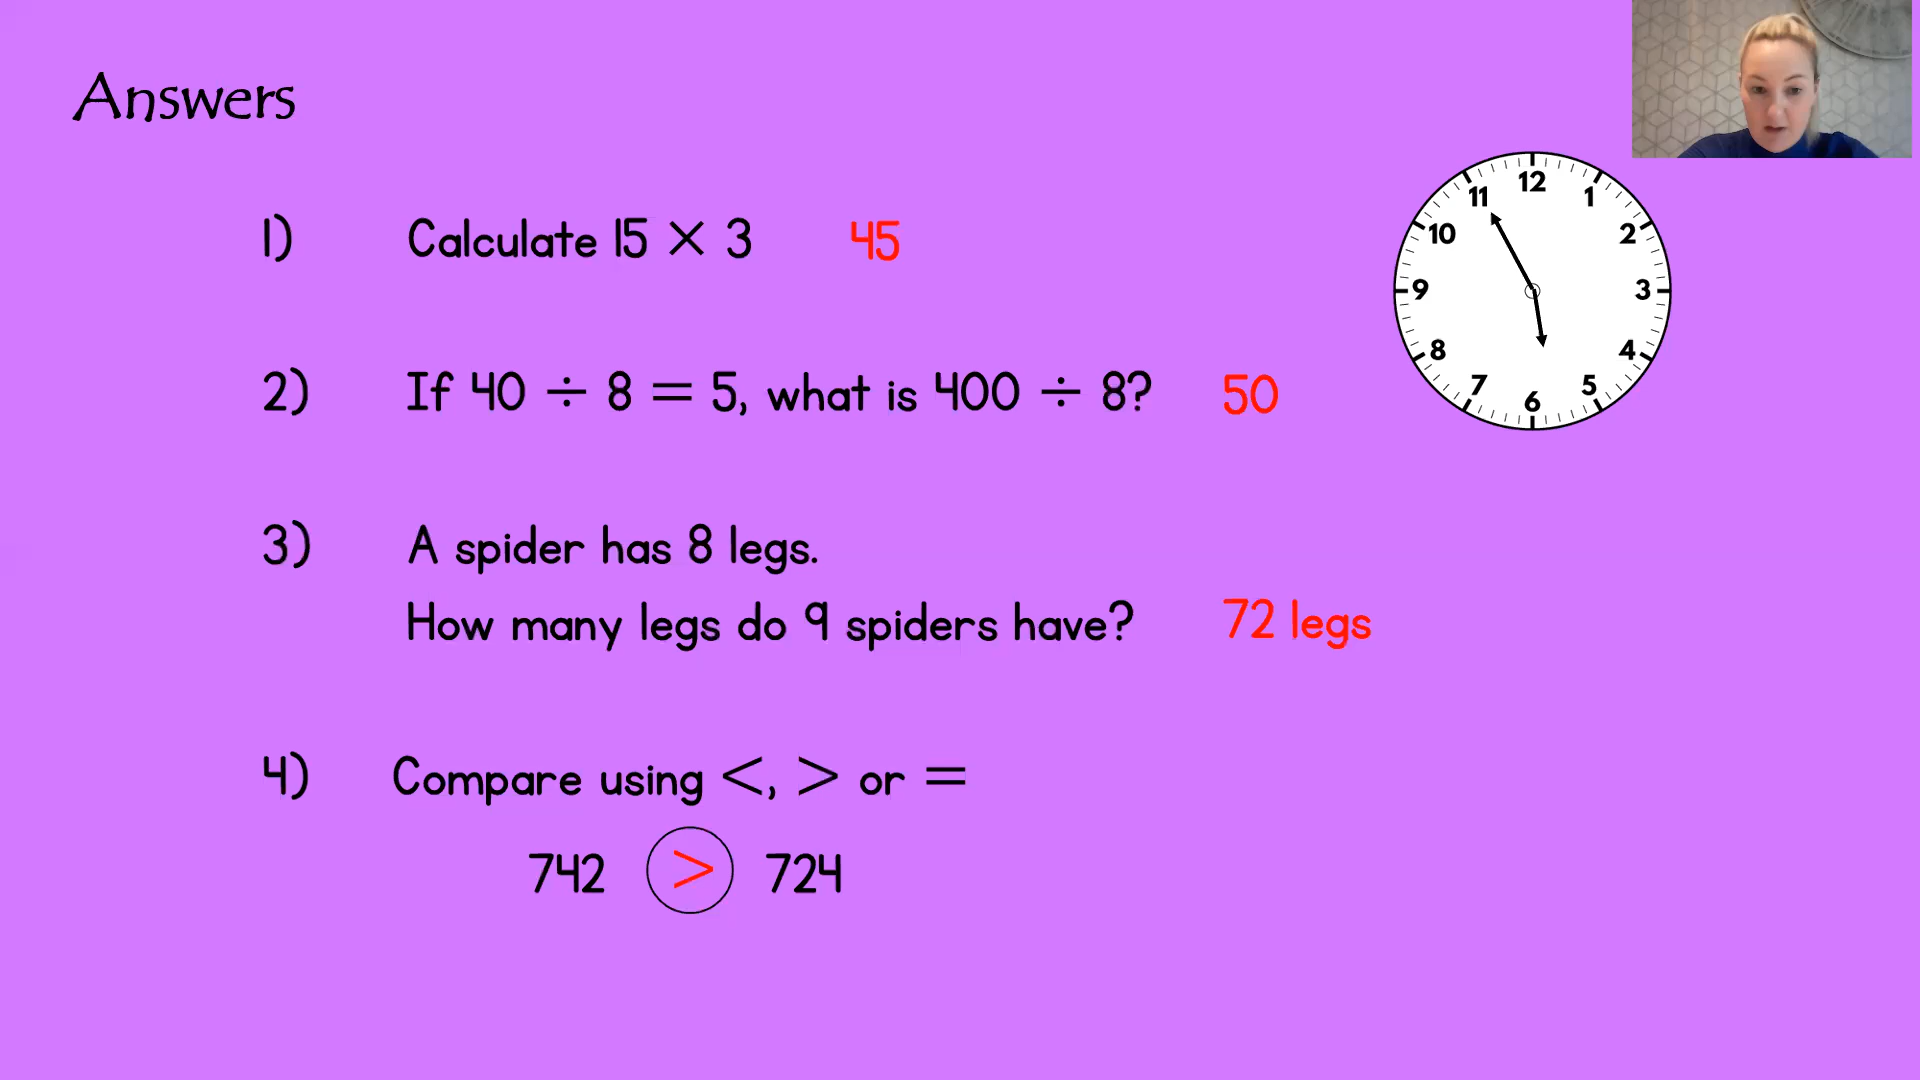 Answers
1) Calculate 15 × 3 45
2) If 40 ÷ 8 = 5, what is 400 ÷ 8? 50
3) A spider has 8 legs.
How many legs do 9 spiders have? 72 legs
4) Compare using <, > or =
742 > 724
12
1
2
3
4
5
6
7
8
9
10
11